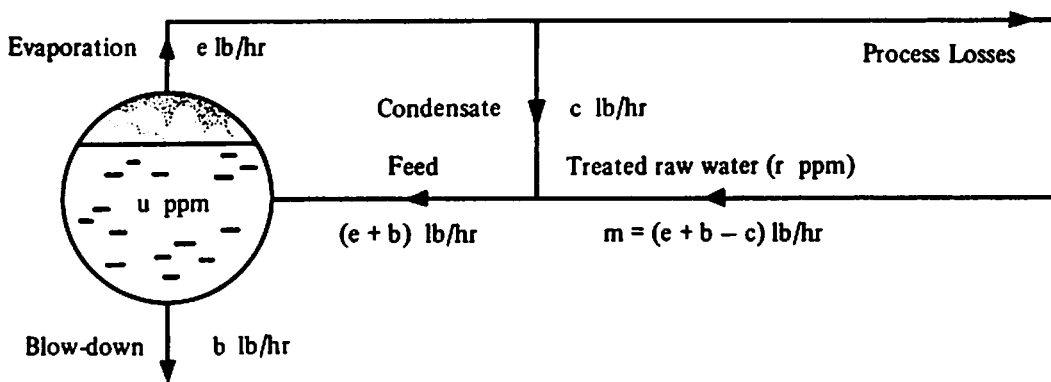 Evaporation e lb/hr
Process Losses
Condensate c lb/hr
Feed Treated raw water (r ppm)
u ppm
(e + b) lb/hr m = (e + b – c) lb/hr
Blow-down b lb/hr